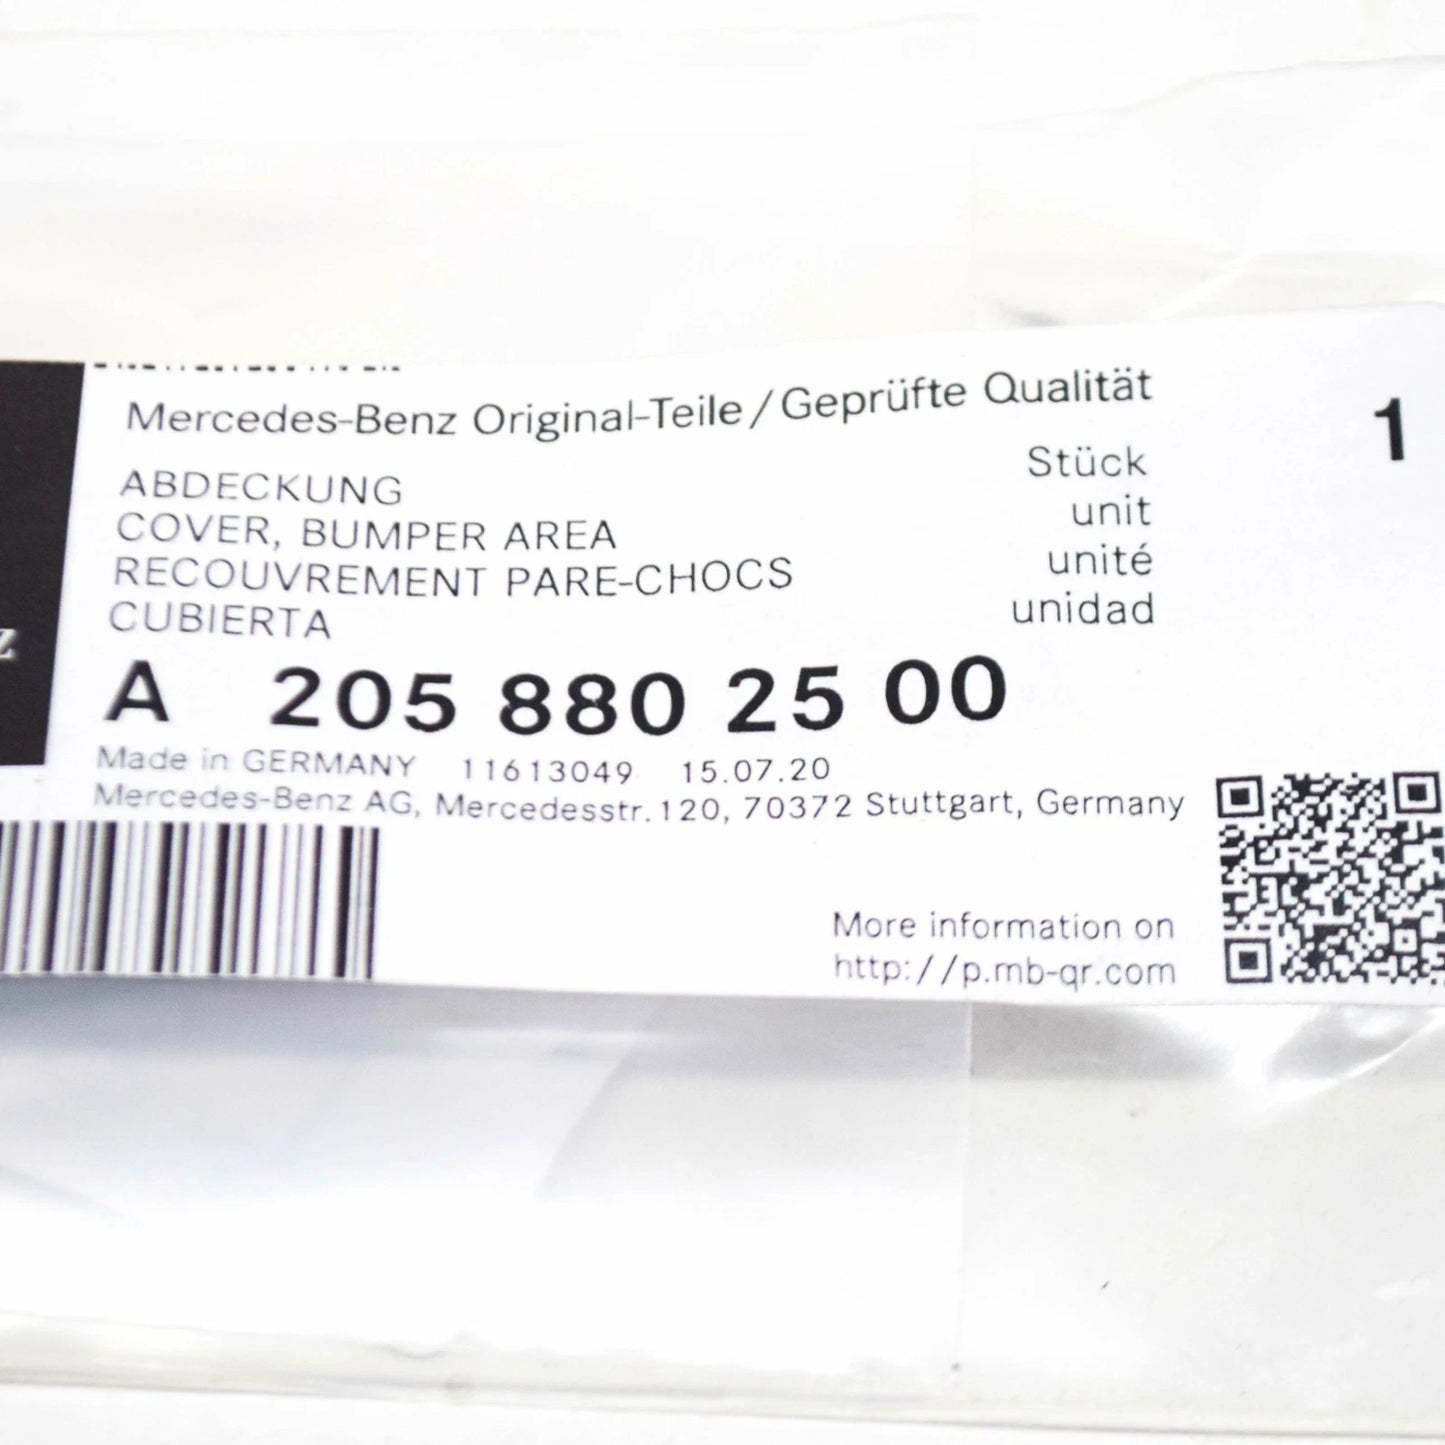 Mercedes-Benz Original-Teile/Geprüfte Qualität
1
ABDECKUNG
COVER, BUMPER AREA
RECOUVREMENT PARE-CHOCS
CUBIERTA
Stück
unit
unité
unidad
A 205 880 25 00
Made in GERMANY 11613049 15.07.20
Mercedes-Benz AG, Mercedesstr.120, 70372 Stuttgart, Germany
More information on
http://p.mb-qr.com